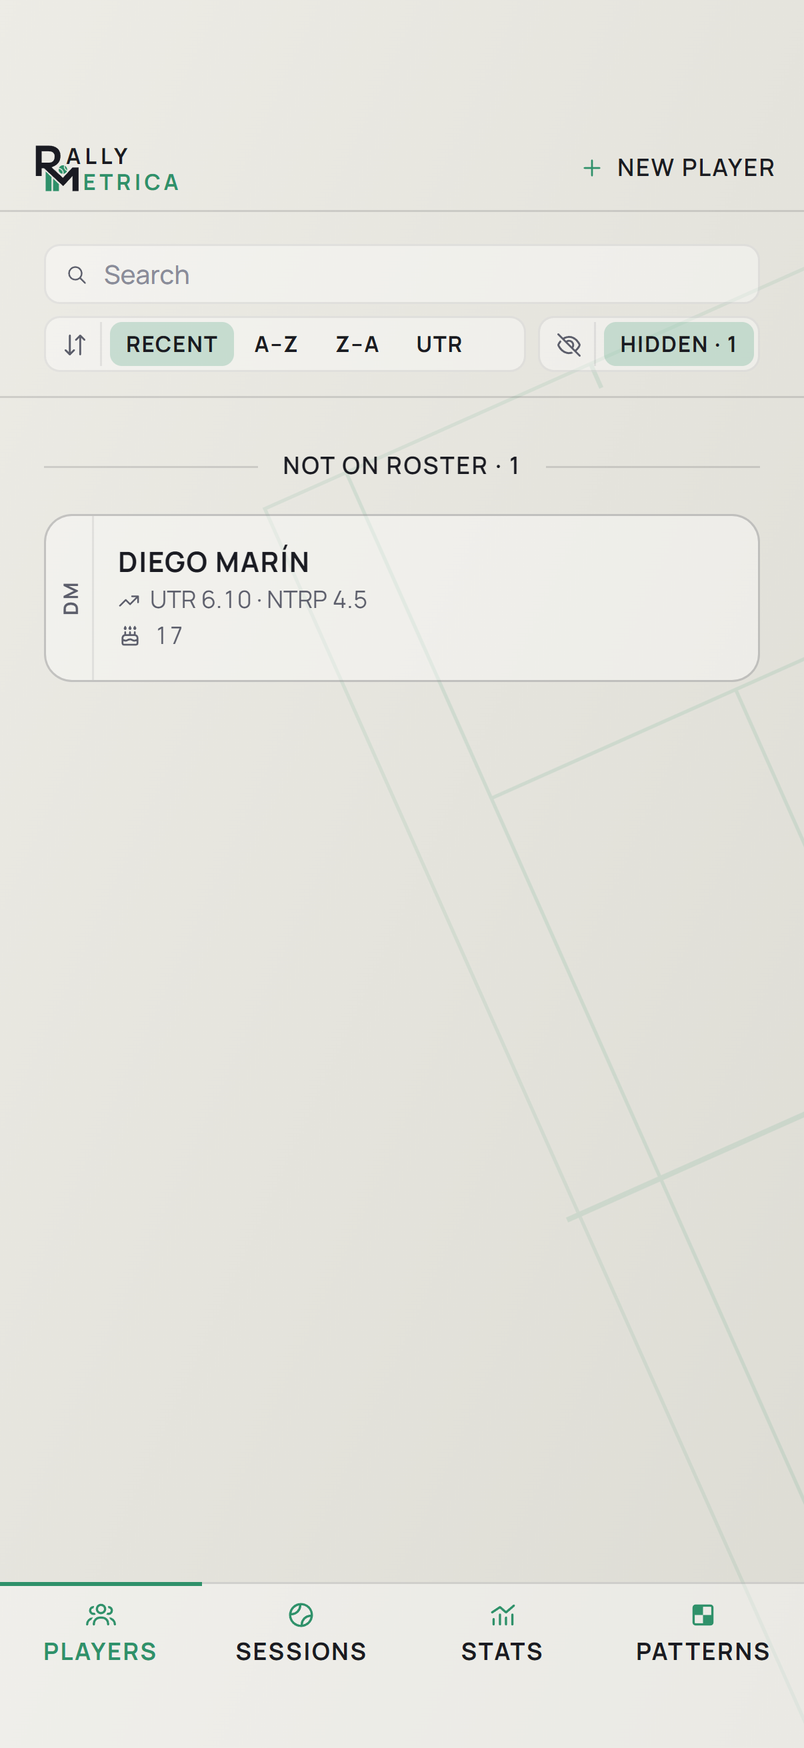 RALLY
METRICA
NEW PLAYER
Search
RECENT A–Z Z–A UTR HIDDEN · 1
NOT ON ROSTER · 1
DM
DIEGO MARÍN
UTR 6.10 · NTRP 4.5
17
PLAYERS SESSIONS STATS PATTERNS